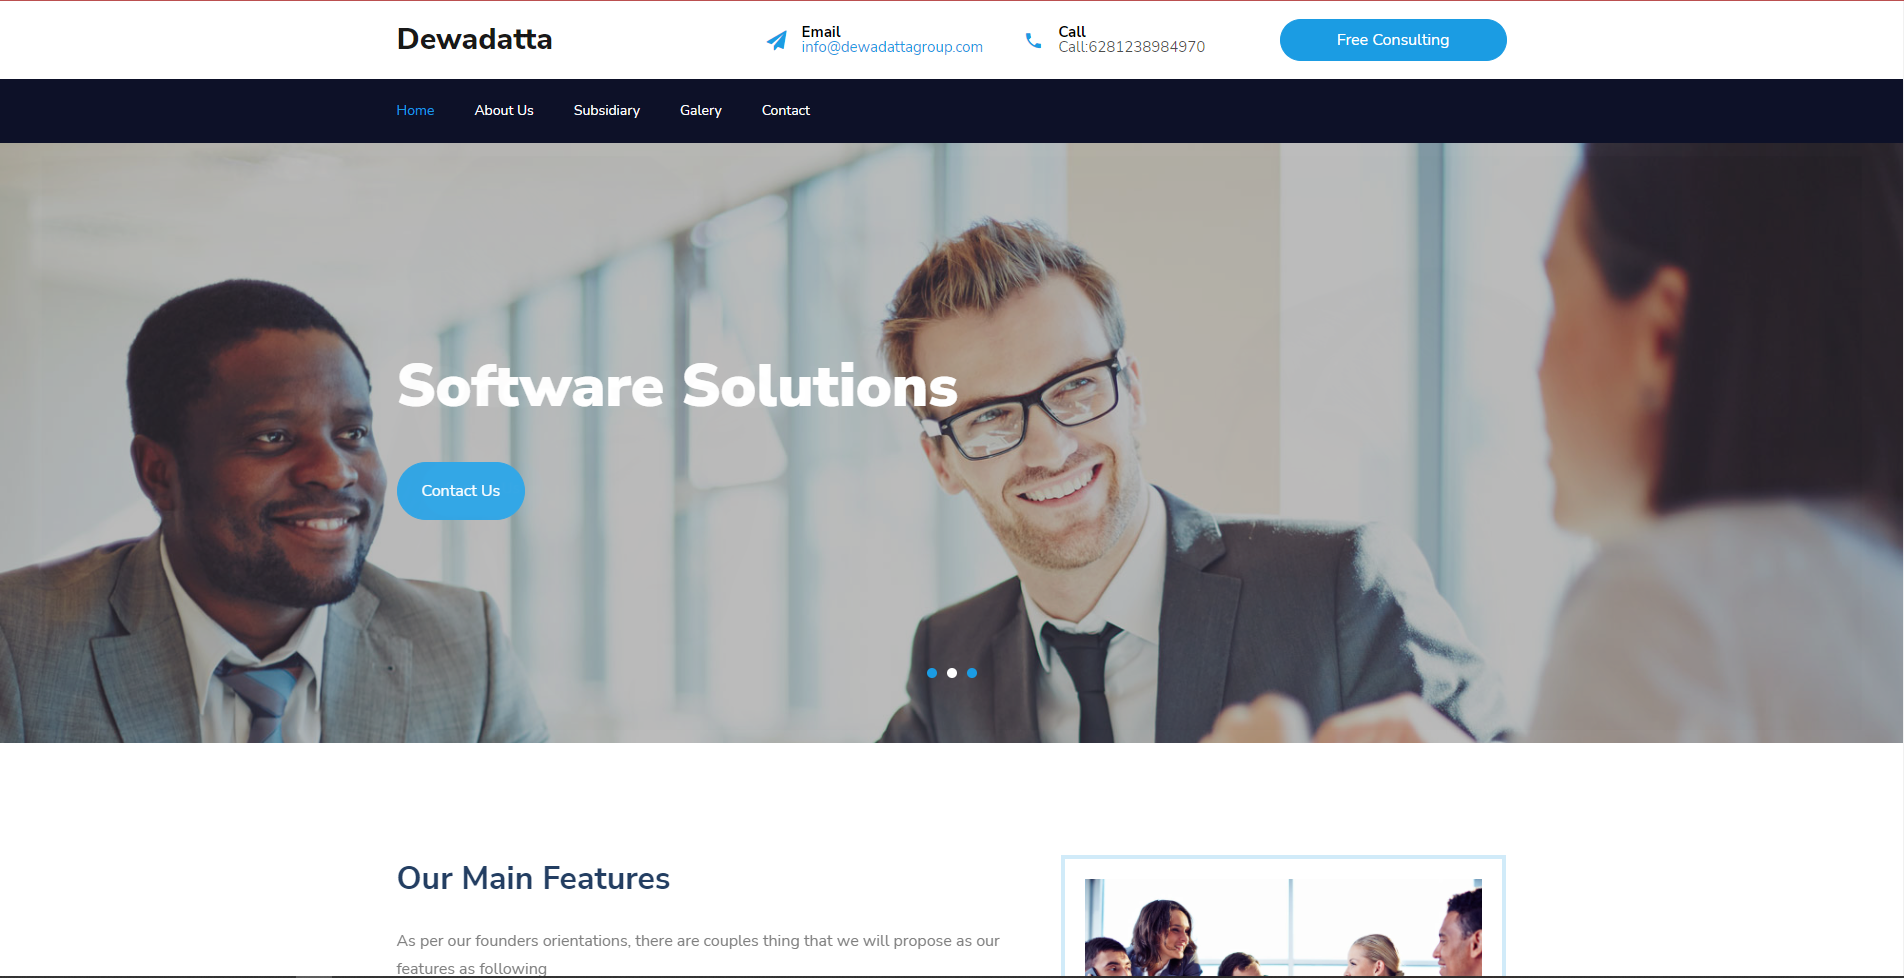 Dewadatta
Email
info@dewadattagroup.com
Call
Call:6281238984970
Free Consulting
Home
About Us
Subsidiary
Galery
Contact
Software Solutions
Contact Us
Our Main Features
As per our founders orientations, there are couples thing that we will propose as our
features as following